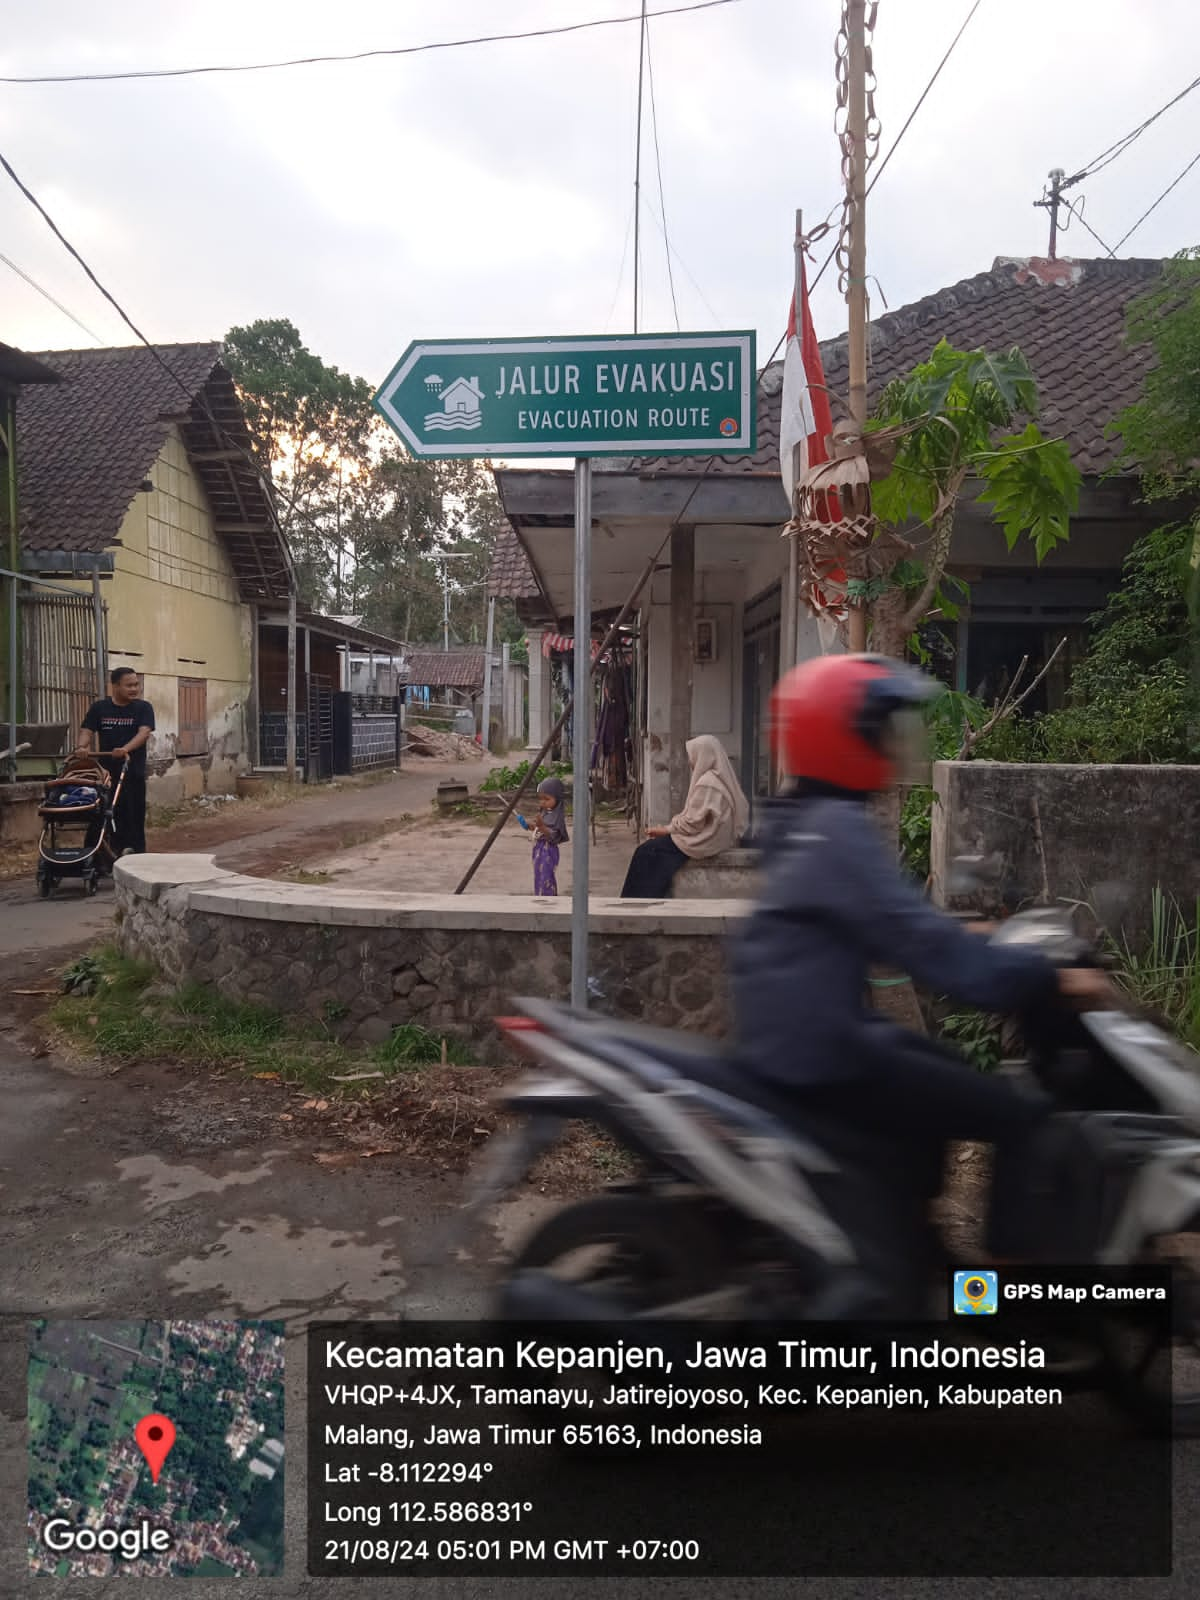 JALUR EVAKUASI
EVACUATION ROUTE
GPS Map Camera
Kecamatan Kepanjen, Jawa Timur, Indonesia
VHQP+4JX, Tamanayu, Jatirejoyoso, Kec. Kepanjen, Kabupaten
Malang, Jawa Timur 65163, Indonesia
Lat -8.112294°
Long 112.586831°
21/08/24 05:01 PM GMT +07:00
Google